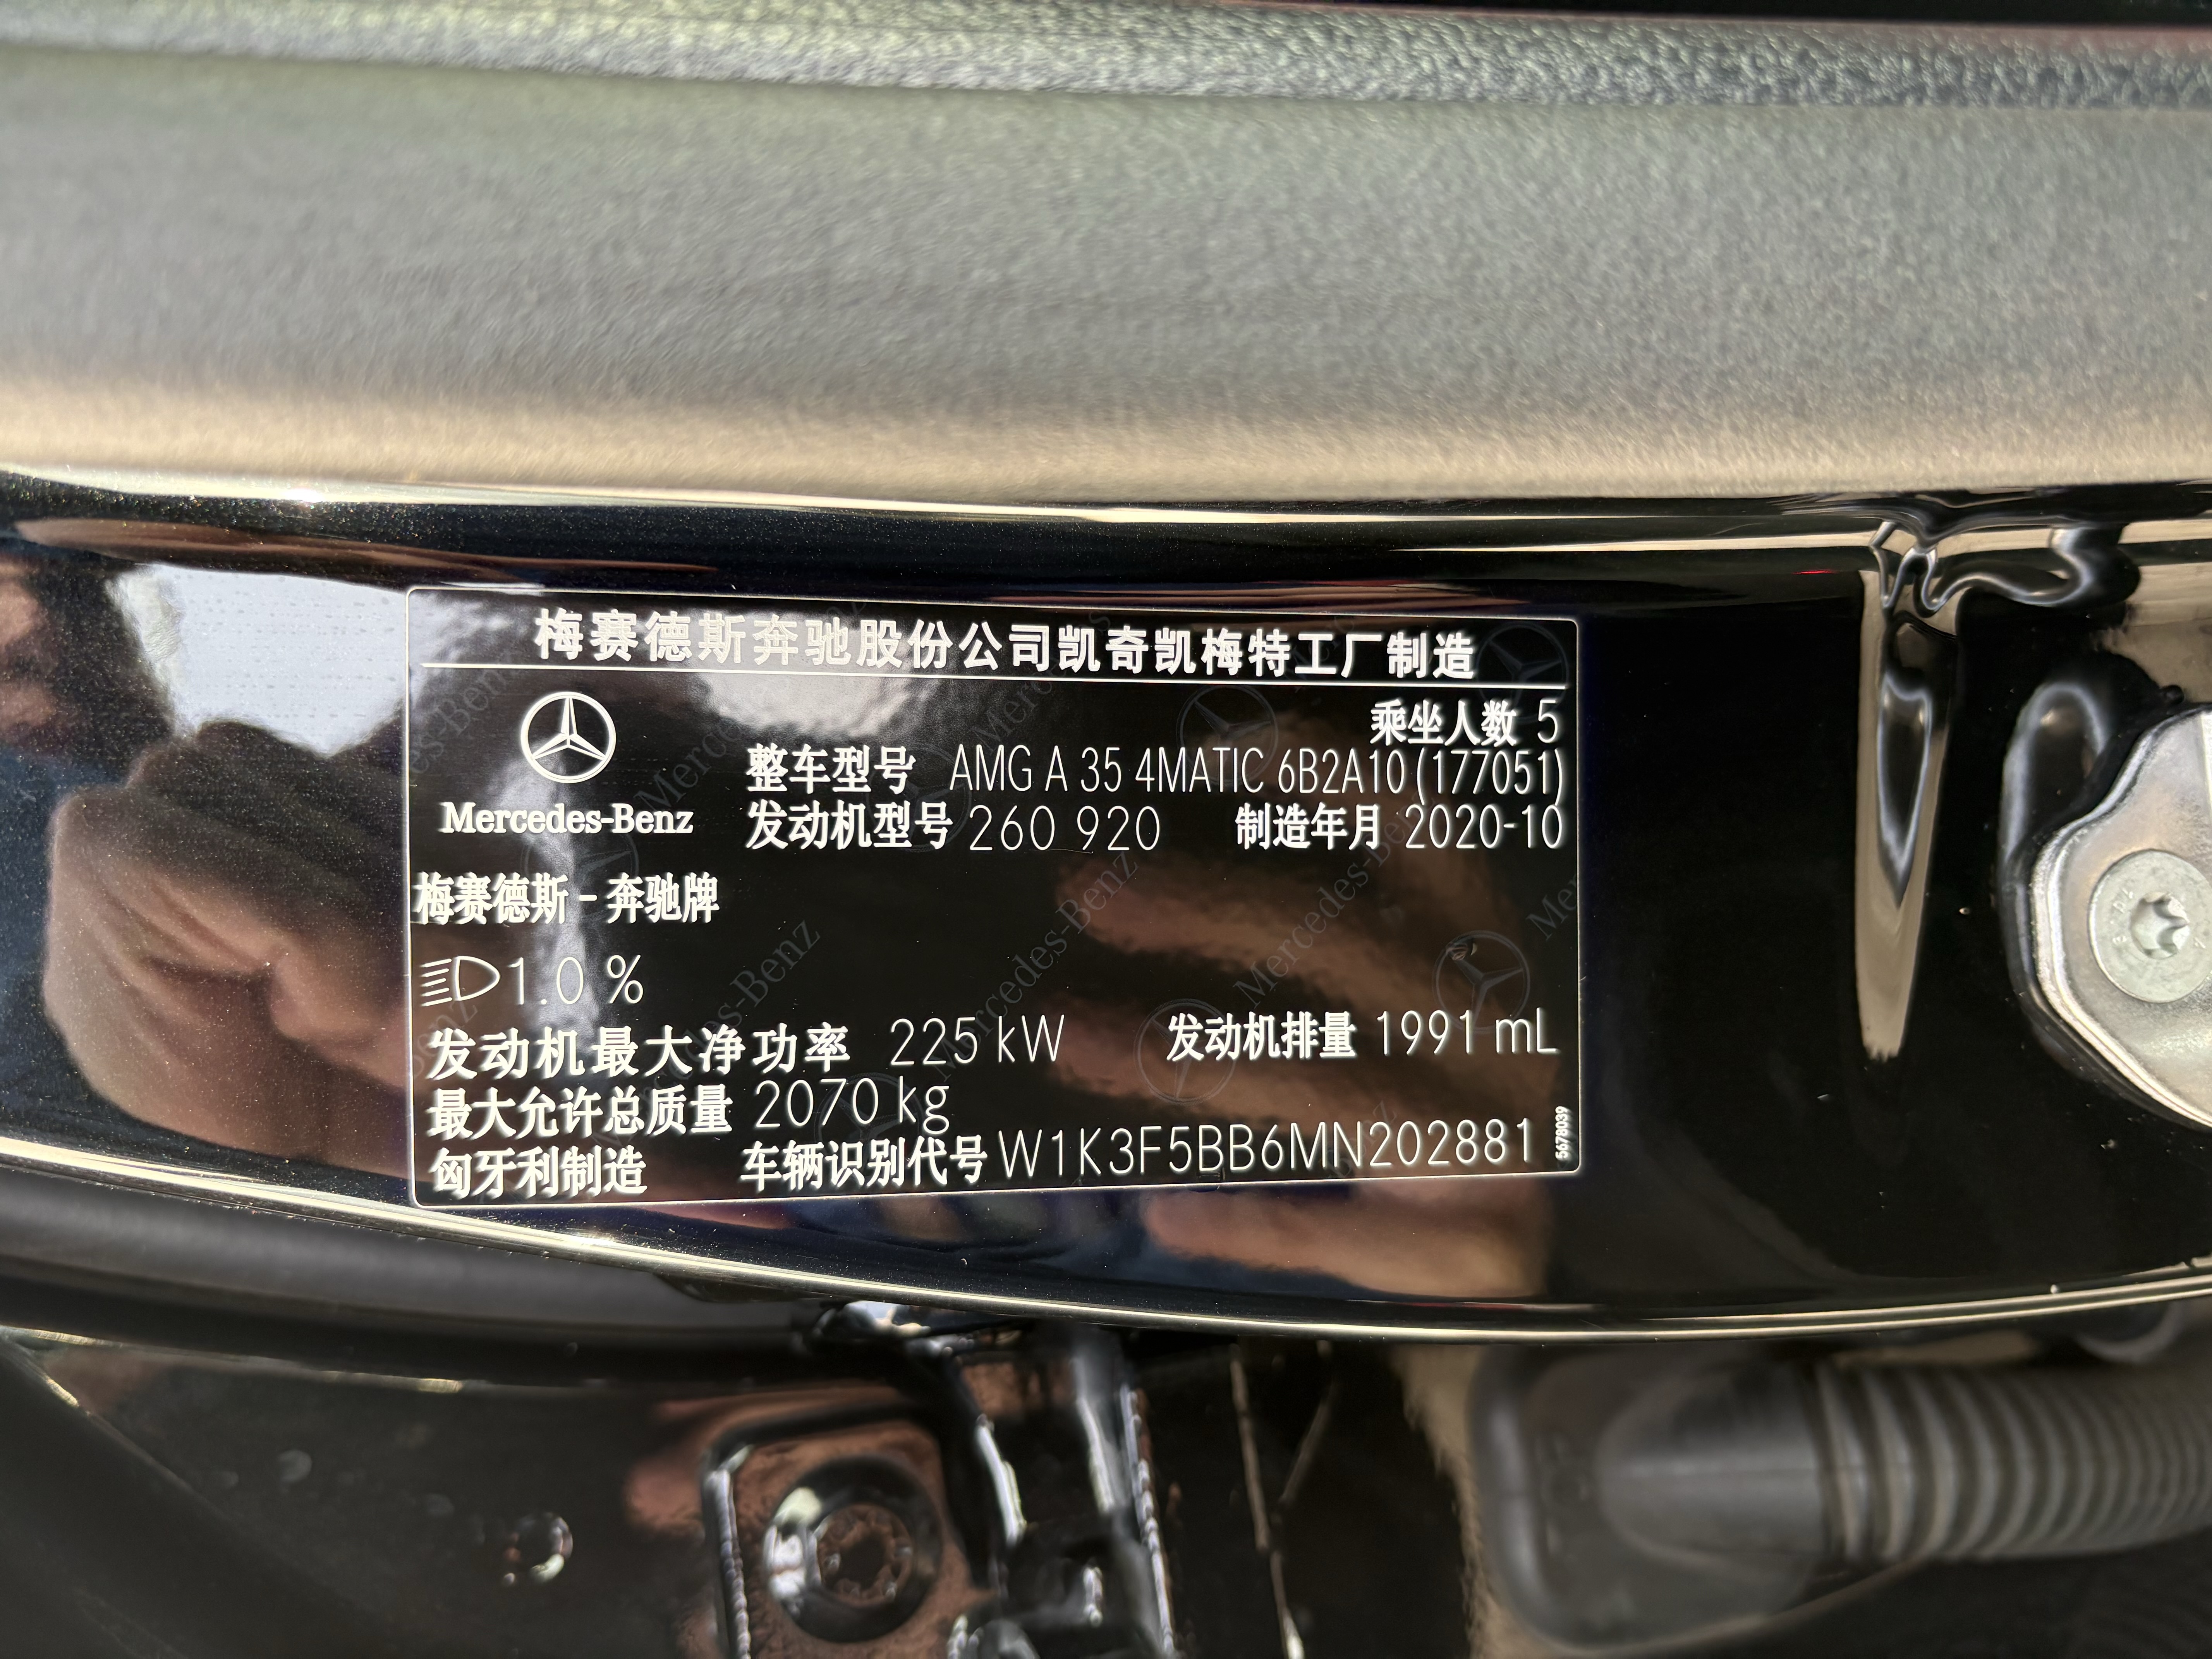 梅赛德斯奔驰股份公司凯奇凯梅特工厂制造
乘坐人数 5
整车型号 AMG A 35 4MATIC 6B2A10 (177051)
Mercedes-Benz
发动机型号 260 920 制造年月 2020-10
梅赛德斯 - 奔驰牌
1.0 %
发动机最大净功率 225 kW 发动机排量 1991 mL
最大允许总质量 2070 kg
匈牙利制造 车辆识别代号 W1K3F5BB6MN202881
5678039